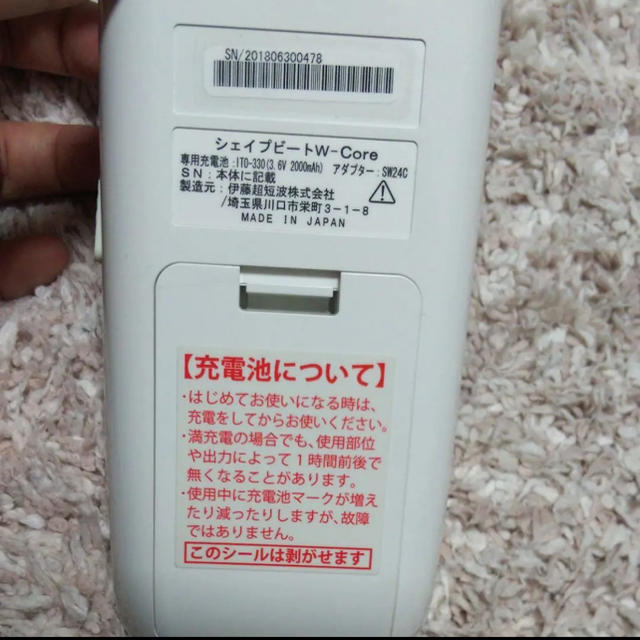 SN/201806300478
シェイプビートW-Core
専用充電池:ITO-330(3.6V 2000mAh) アダプター:SW24C
SN:本体に記載
製造元:伊藤超短波株式会社
/埼玉県川口市栄町3-1-8
MADE IN JAPAN
【充電池について】
・はじめてお使いになる時は、
充電をしてからお使いください。
・満充電の場合でも、使用部位
や出力によって1時間前後で
無くなることがあります。
・使用中に充電池マークが増え
たり減ったりしますが、故障
ではありません。
このシールは剥がせます